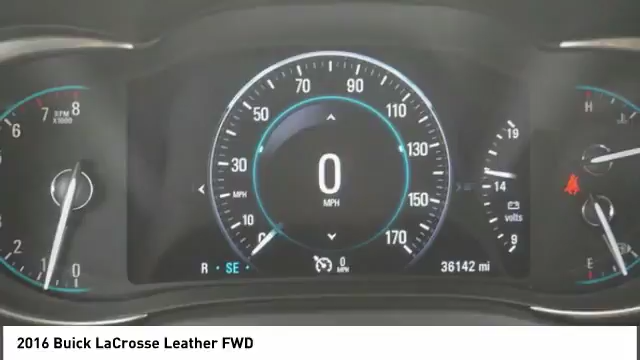 8
7
RPM
X1000
6
2
1
0
10
30
50
70
90
110
130
150
170
MPH
0
MPH
R • SE •
0
MPH
36142 mi
19
14
volts
9
H
E
2016 Buick LaCrosse Leather FWD